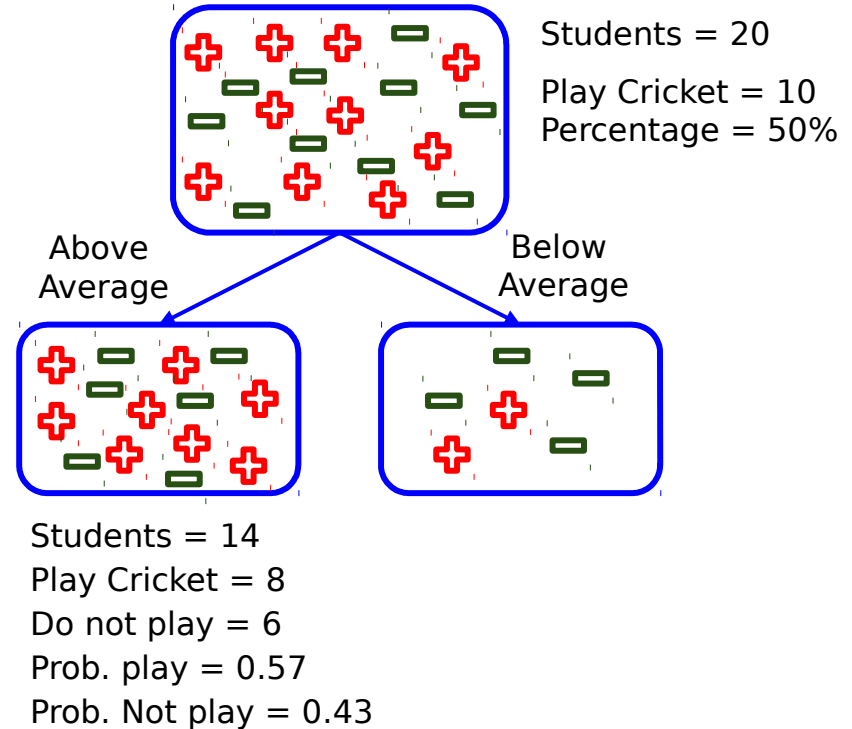 Students = 20
Play Cricket = 10
Percentage = 50%
Above
Average
Below
Average
Students = 14
Play Cricket = 8
Do not play = 6
Prob. play = 0.57
Prob. Not play = 0.43